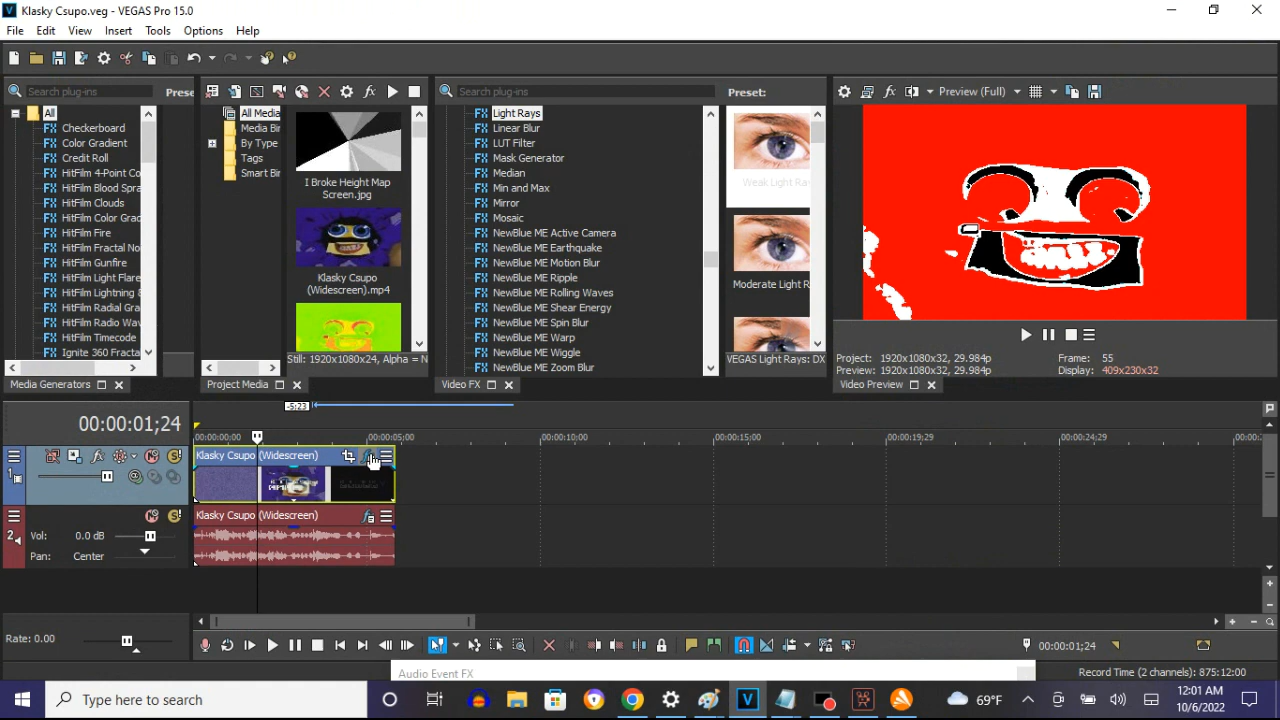 Klasky Csupo.veg - VEGAS Pro 15.0
File Edit View Insert Tools Options Help
Search plug-ins
Prese
All
Checkerboard
Color Gradient
Credit Roll
HitFilm 4-Point Co
HitFilm Blood Spra
HitFilm Clouds
HitFilm Color Grad
HitFilm Fire
HitFilm Fractal No
HitFilm Gunfire
HitFilm Light Flare
HitFilm Lightning &
HitFilm Radial Gra
HitFilm Radio Wav
HitFilm Timecode
Ignite 360 Fracta
Media Generators
All Media
Media Bin
By Type
Tags
Smart Bin
I Broke Height Map
Screen.jpg
Klasky Csupo
(Widescreen).mp4
Still: 1920x1080x24, Alpha = N
Project Media
Search plug-ins
Preset:
Light Rays
Linear Blur
LUT Filter
Mask Generator
Median
Min and Max
Mirror
Mosaic
NewBlue ME Active Camera
NewBlue ME Earthquake
NewBlue ME Motion Blur
NewBlue ME Ripple
NewBlue ME Rolling Waves
NewBlue ME Shear Energy
NewBlue ME Spin Blur
NewBlue ME Warp
NewBlue ME Wiggle
NewBlue ME Zoom Blur
Weak Light Ra
Moderate Light R
VEGAS Light Rays: DX
Video FX
Preview (Full)
Project: 1920x1080x32, 29.984p
Preview: 1920x1080x32, 29.984p
Frame: 55
Display: 409x230x32
Video Preview
-5:23
00:00:01;24
00:00:00;00 00:00:05;00 00:00:10;00 00:00:15;00 00:00:19;29 00:00:24;29 00:00:2
1
Klasky Csupo (Widescreen)
2
Vol: 0.0 dB
Pan: Center
Klasky Csupo (Widescreen)
Rate: 0.00
00:00:01;24
Audio Event FX
Record Time (2 channels): 875:12:00
Type here to search
69°F
12:01 AM
10/6/2022